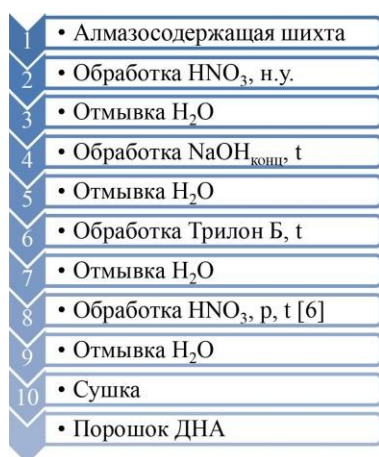 1 • Алмазосодержащая шихта
2 • Обработка HNO₃, н.у.
3 • Отмывка H₂O
4 • Обработка NaOHконц, t
5 • Отмывка H₂O
6 • Обработка Трилон Б, t
7 • Отмывка H₂O
8 • Обработка HNO₃, p, t [6]
9 • Отмывка H₂O
10 • Сушка
• Порошок ДНА